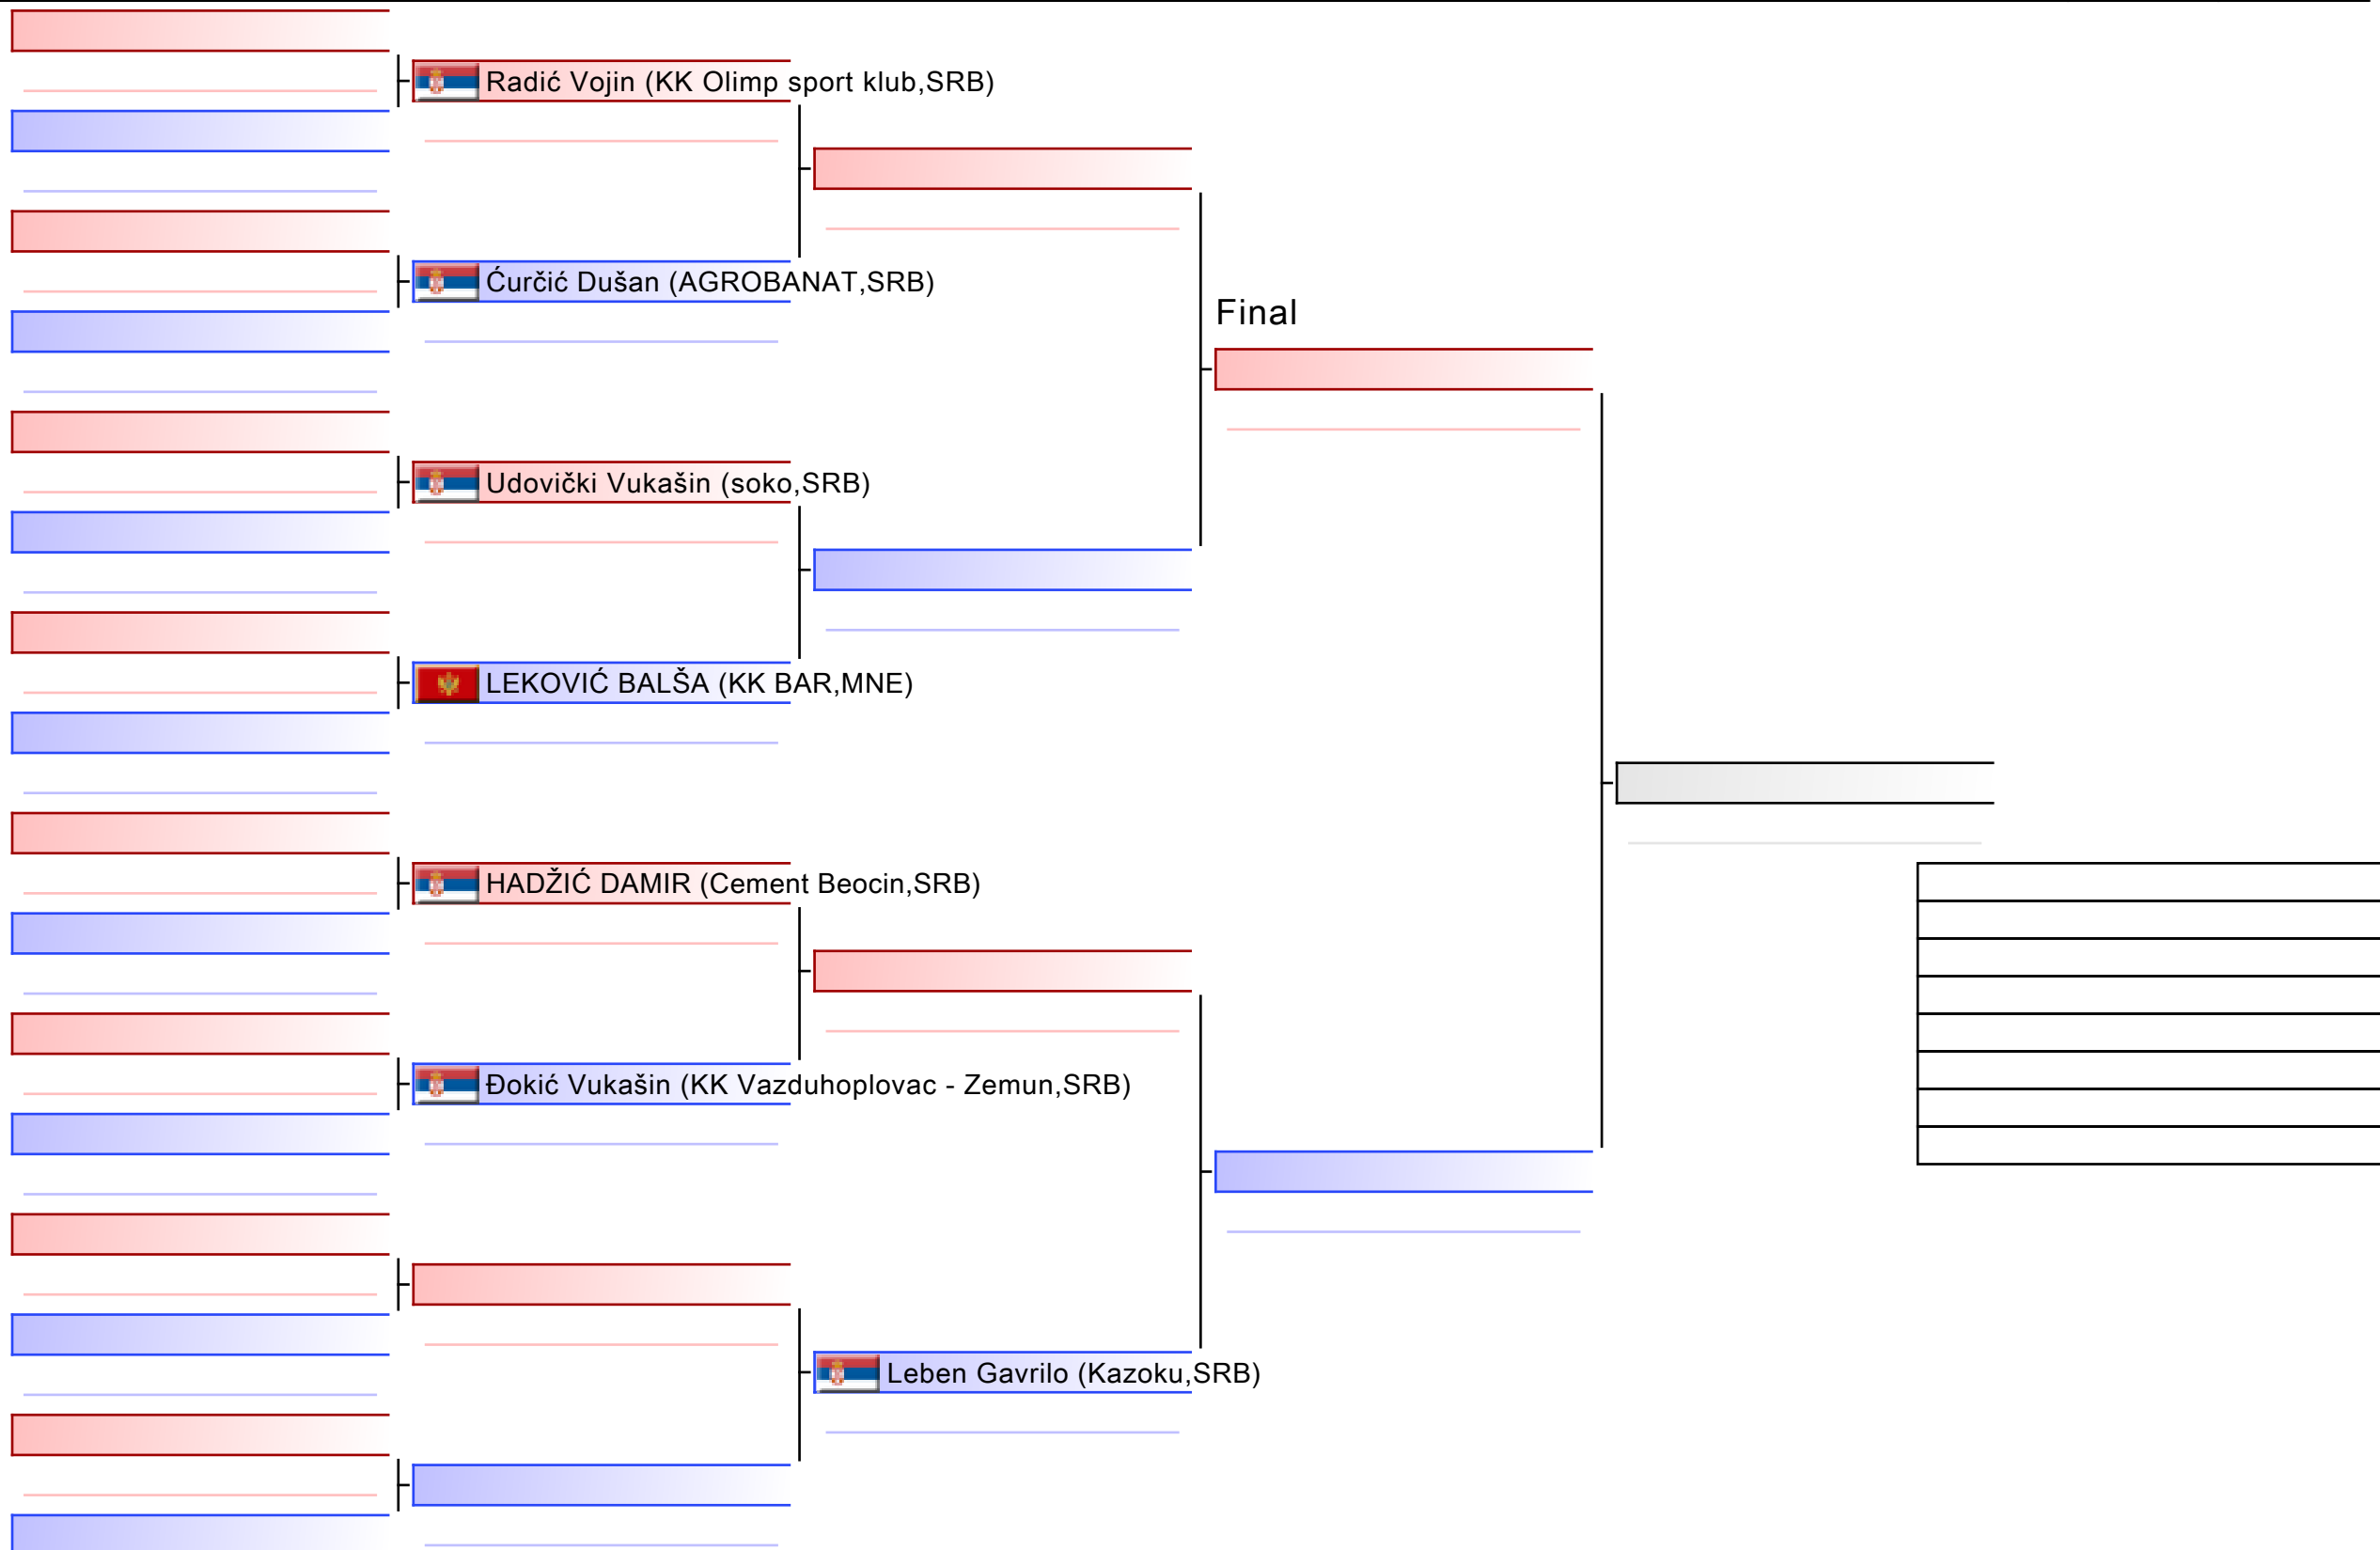 Radić Vojin (KK Olimp sport klub,SRB)
Ćurčić Dušan (AGROBANAT,SRB)
Final
Udovički Vukašin (soko,SRB)
LEKOVIĆ BALŠA (KK BAR,MNE)
HADŽIĆ DAMIR (Cement Beocin,SRB)
Đokić Vukašin (KK Vazduhoplovac - Zemun,SRB)
Leben Gavrilo (Kazoku,SRB)